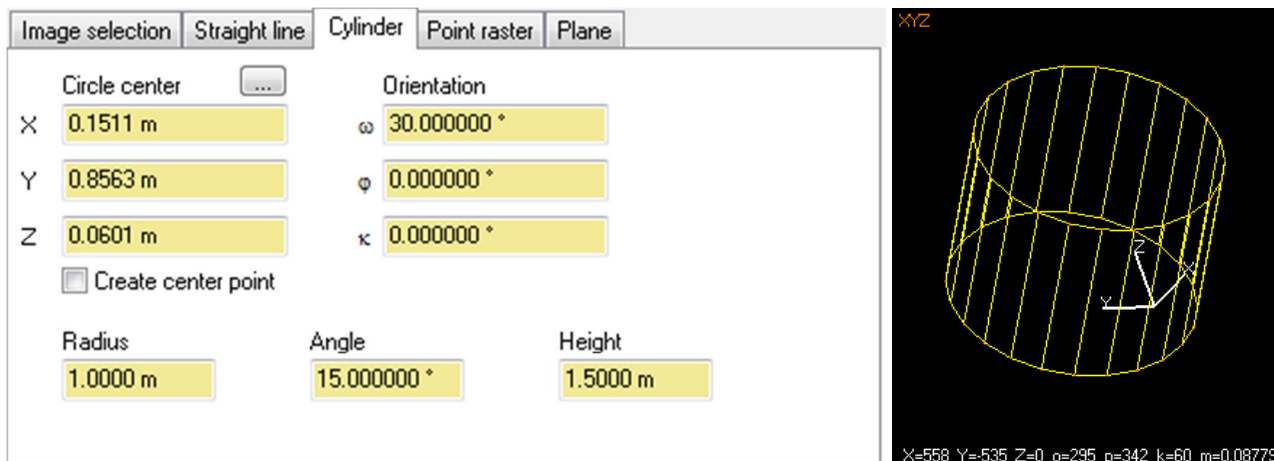 Image selection Straight line Cylinder Point raster Plane
Circle center ... Orientation
X 0.1511 m ω 30.000000 °
Y 0.8563 m φ 0.000000 °
Z 0.0601 m κ 0.000000 °
Create center point
Radius Angle Height
1.0000 m 15.000000 ° 1.5000 m
XYZ
Z
X
Y
X=558 Y=-535 Z=0 o=295 p=342 k=60 m=0.08779